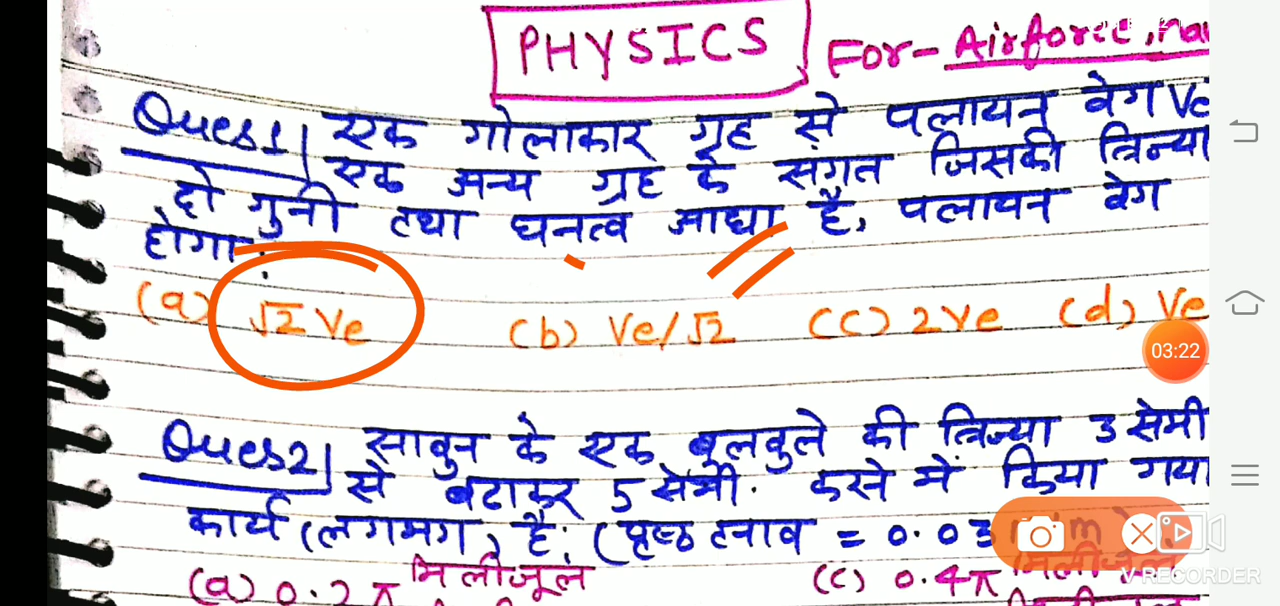 PHYSICS For- Airforce, na
Ques1| एक गोलाकार ग्रह से पलायन वेग Ve
एक अन्य ग्रह के संगत जिसकी त्रिज्या
दो गुनी तथा घनत्व आधा है, पलायन वेग
होगा:
(a) √2 Ve (b) Ve/√2 (c) 2Ve (d) Ve
03:22
Ques2| साबुन के एक बुलबुले की त्रिज्या 3 सेमी
से बढाकर 5 सेमी. करने में किया गया
कार्य (लगभग) है: (पृष्ठ तनाव = 0.03
(a) 0.2π मिलीजूल (c) 0.4π मिलीजूल
V RECORDER